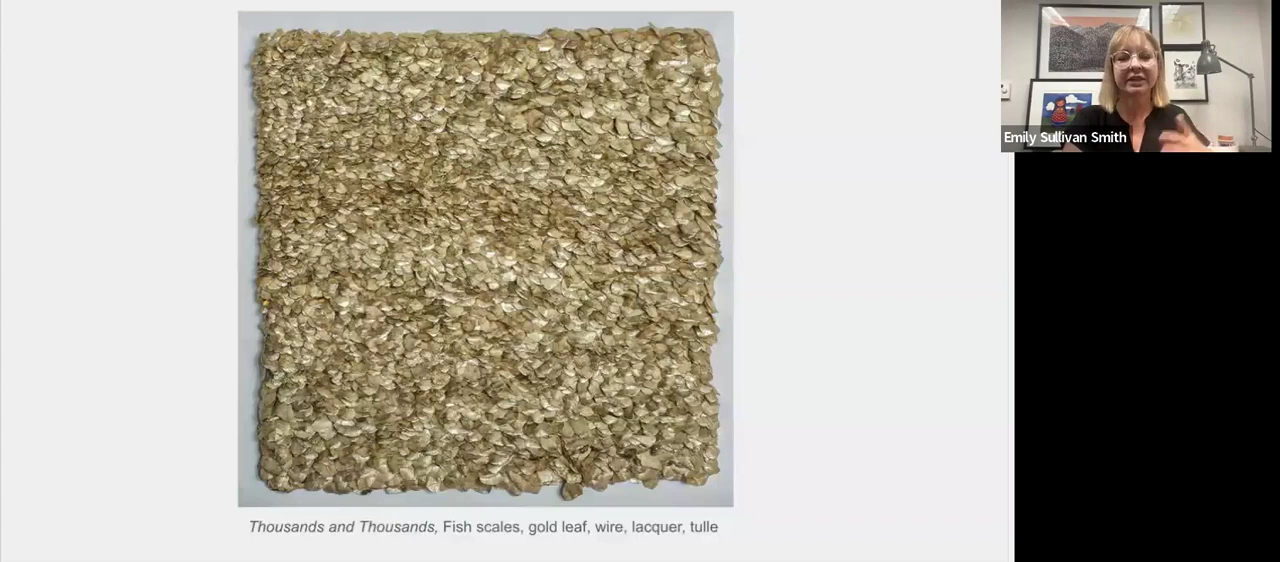 Emily Sullivan Smith
Thousands and Thousands, Fish scales, gold leaf, wire, lacquer, tulle